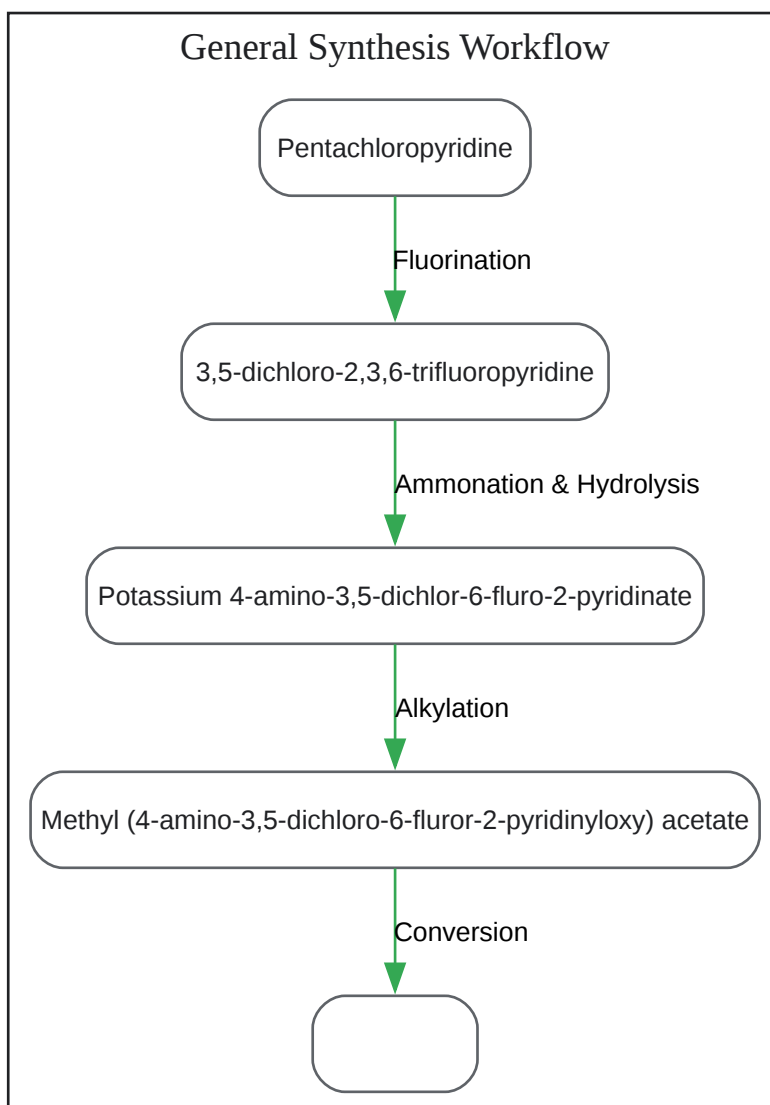 General Synthesis Workflow
Pentachloropyridine
Fluorination
3,5-dichloro-2,3,6-trifluoropyridine
Ammonation & Hydrolysis
Potassium 4-amino-3,5-dichlor-6-fluro-2-pyridinate
Alkylation
Methyl (4-amino-3,5-dichloro-6-fluror-2-pyridinyloxy) acetate
Conversion